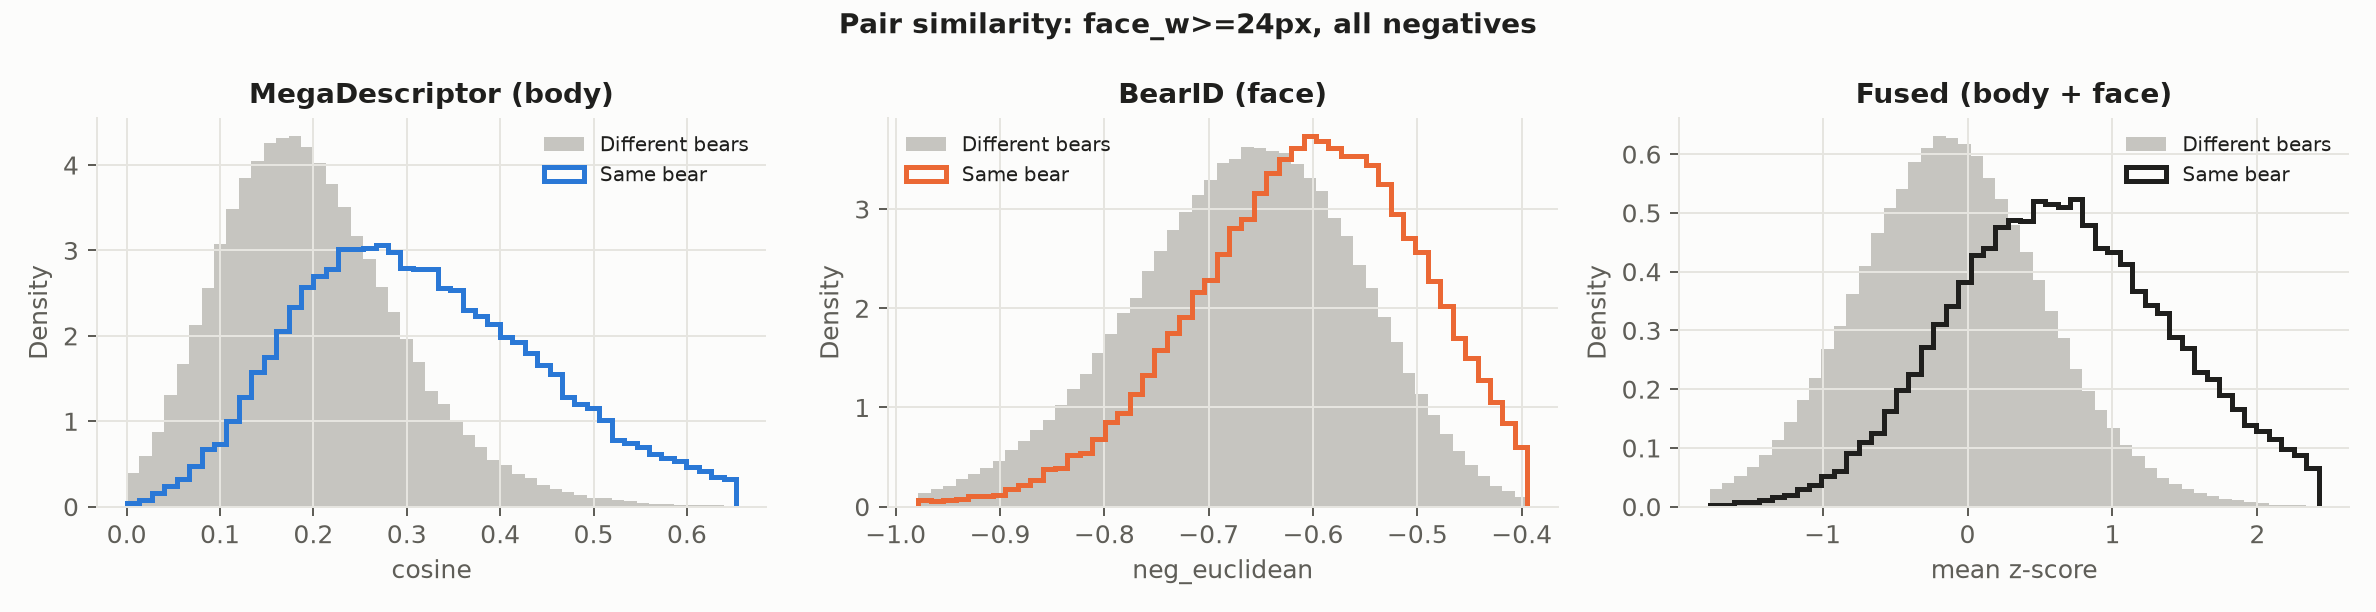 Pair similarity: face_w>=24px, all negatives
MegaDescriptor (body)
Different bears
Same bear
Density
4
3
2
1
0
0.0 0.1 0.2 0.3 0.4 0.5 0.6
cosine
BearID (face)
Different bears
Same bear
Density
3
2
1
0
−1.0 −0.9 −0.8 −0.7 −0.6 −0.5 −0.4
neg_euclidean
Fused (body + face)
Different bears
Same bear
Density
0.6
0.5
0.4
0.3
0.2
0.1
0.0
−1 0 1 2
mean z-score